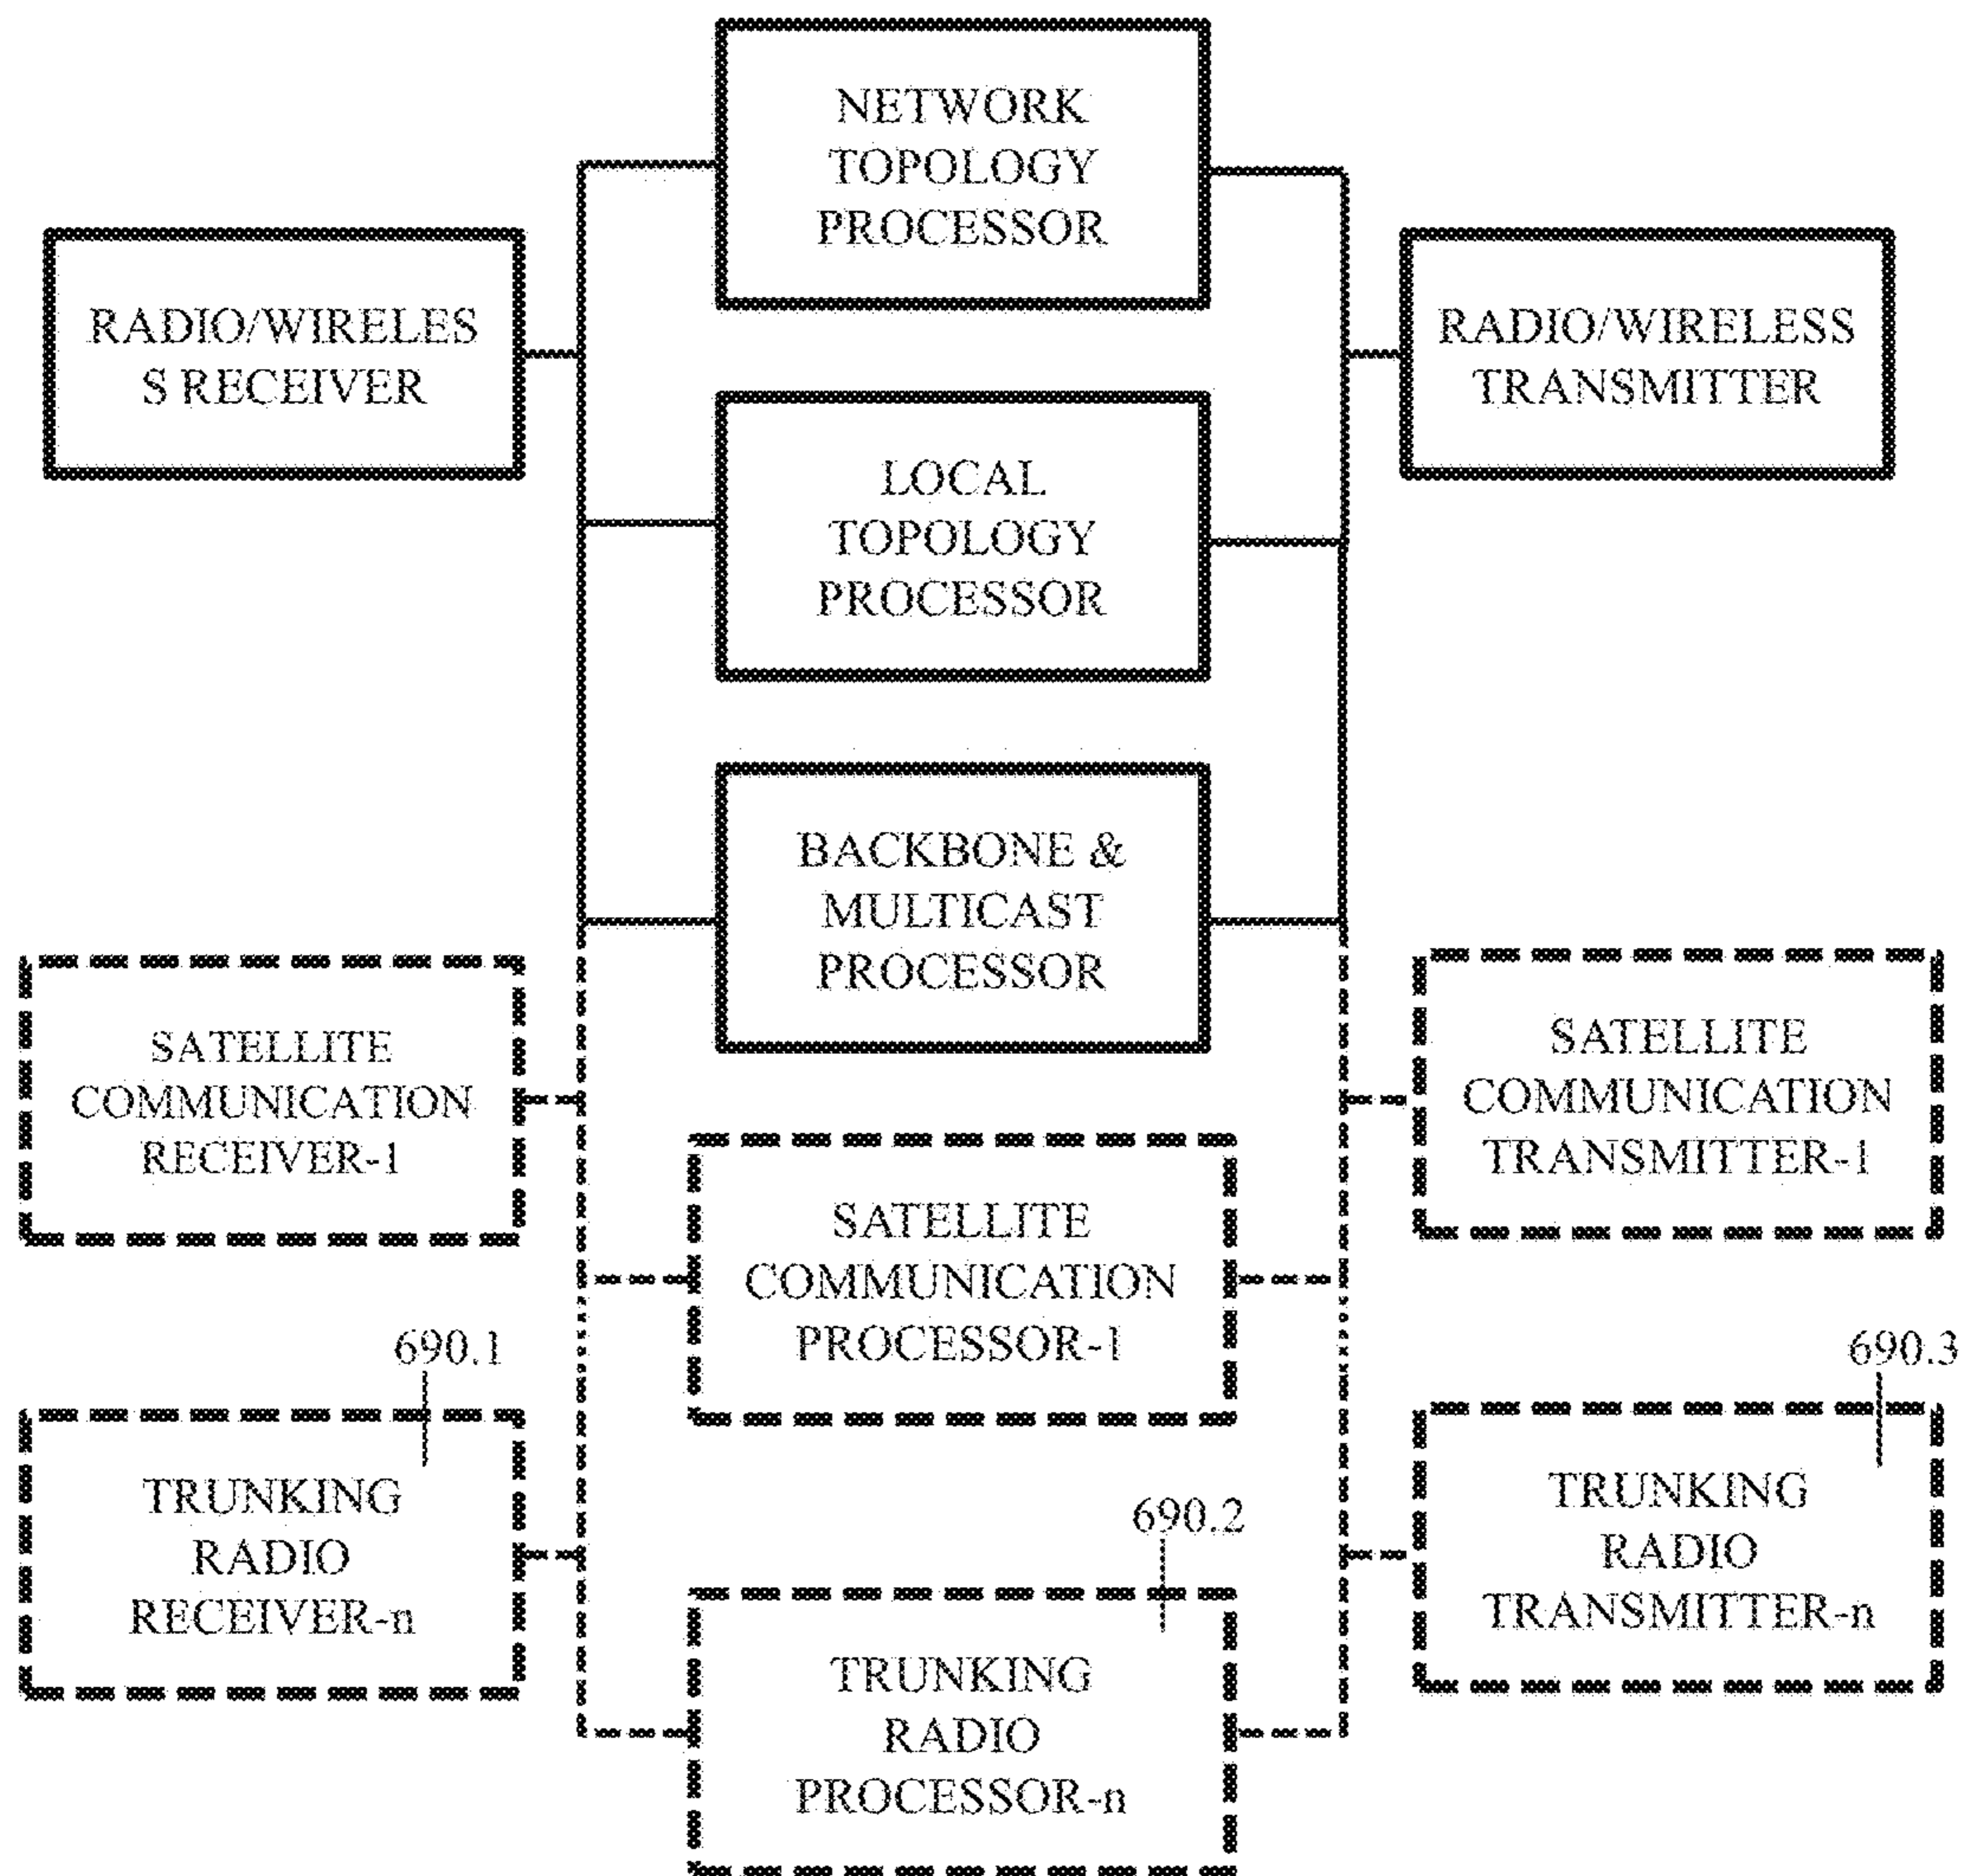 NETWORK
TOPOLOGY
PROCESSOR
RADIO/WIRELES
S RECEIVER
RADIO/WIRELESS
TRANSMITTER
LOCAL
TOPOLOGY
PROCESSOR
BACKBONE &
MULTICAST
PROCESSOR
SATELLITE
COMMUNICATION
RECEIVER-1
SATELLITE
COMMUNICATION
TRANSMITTER-1
SATELLITE
COMMUNICATION
PROCESSOR-1
690.1
TRUNKING
RADIO
RECEIVER-n
690.3
TRUNKING
RADIO
TRANSMITTER-n
690.2
TRUNKING
RADIO
PROCESSOR-n